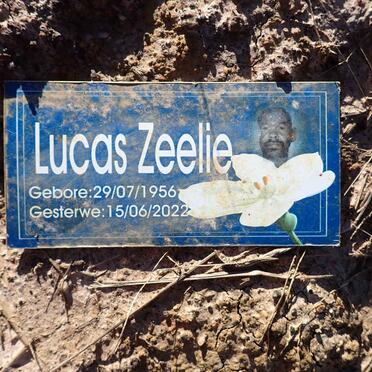 Lucas Zeelie
Gebore:29/07/1956
Gesterwe:15/06/2022